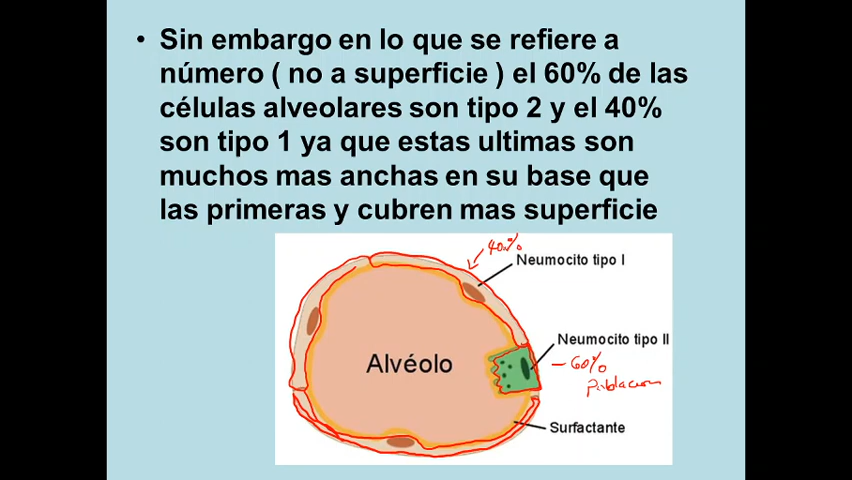 • Sin embargo en lo que se refiere a
número ( no a superficie ) el 60% de las
células alveolares son tipo 2 y el 40%
son tipo 1 ya que estas ultimas son
muchos mas anchas en su base que
las primeras y cubren mas superficie
40%
Neumocito tipo I
Neumocito tipo II
Alvéolo
– 60%
Población
Surfactante